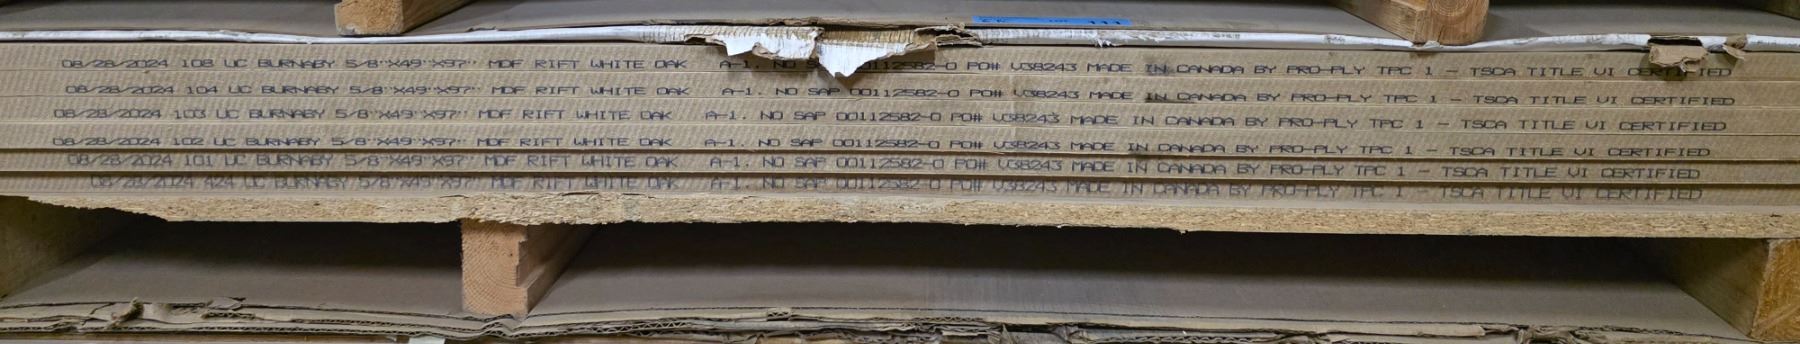 08/28/2024 108 UC BURNABY 5/8"X49"X97" MDF RIFT WHITE OAK A-1. NO SAP 00112582-0 PO# V38243 MADE IN CANADA BY PRO-PLY TPC 1 - TSCA TITLE VI CERTIFIED
08/28/2024 104 UC BURNABY 5/8"X49"X97" MDF RIFT WHITE OAK A-1. NO SAP 00112582-0 PO# V38243 MADE IN CANADA BY PRO-PLY TPC 1 - TSCA TITLE VI CERTIFIED
08/28/2024 103 UC BURNABY 5/8"X49"X97" MDF RIFT WHITE OAK A-1. NO SAP 00112582-0 PO# V38243 MADE IN CANADA BY PRO-PLY TPC 1 - TSCA TITLE VI CERTIFIED
08/28/2024 102 UC BURNABY 5/8"X49"X97" MDF RIFT WHITE OAK A-1. NO SAP 00112582-0 PO# V38243 MADE IN CANADA BY PRO-PLY TPC 1 - TSCA TITLE VI CERTIFIED
08/28/2024 101 UC BURNABY 5/8"X49"X97" MDF RIFT WHITE OAK A-1. NO SAP 00112582-0 PO# V38243 MADE IN CANADA BY PRO-PLY TPC 1 - TSCA TITLE VI CERTIFIED
08/28/2024 424 UC BURNABY 5/8"X49"X97" MDF RIFT WHITE OAK A-1. NO SAP 00112582-0 PO# V38243 MADE IN CANADA BY PRO-PLY TPC 1 TSCA TITLE VI CERTIFIED